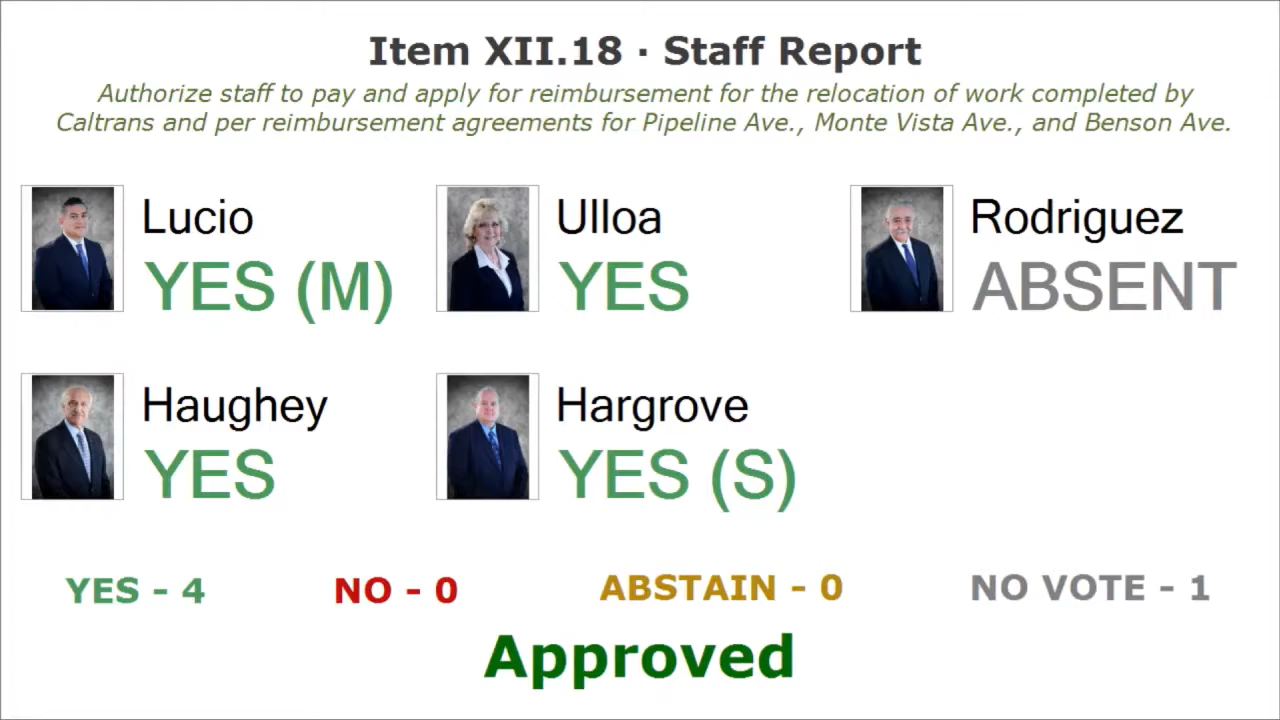 Item XII.18 · Staff Report
Authorize staff to pay and apply for reimbursement for the relocation of work completed by
Caltrans and per reimbursement agreements for Pipeline Ave., Monte Vista Ave., and Benson Ave.
Lucio
YES (M)
Ulloa
YES
Rodriguez
ABSENT
Haughey
YES
Hargrove
YES (S)
YES - 4
NO - 0
ABSTAIN - 0
NO VOTE - 1
Approved